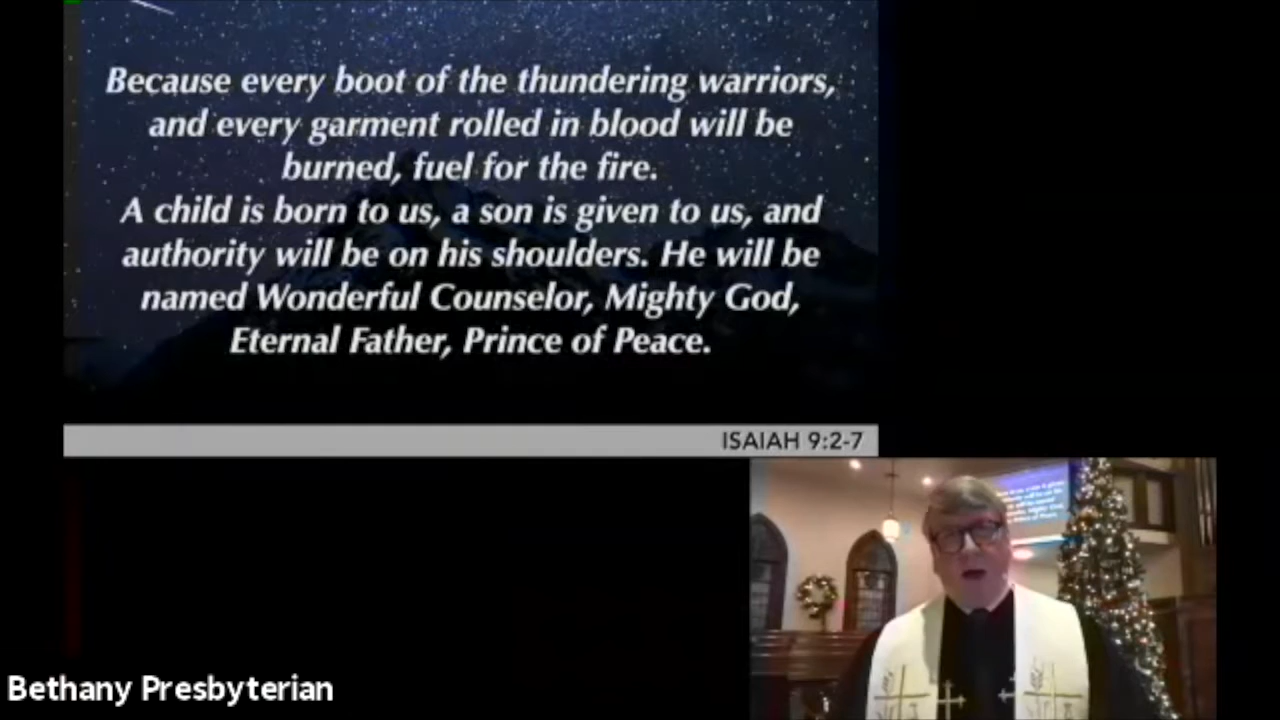 Because every boot of the thundering warriors,
and every garment rolled in blood will be
burned, fuel for the fire.
A child is born to us, a son is given to us, and
authority will be on his shoulders. He will be
named Wonderful Counselor, Mighty God,
Eternal Father, Prince of Peace.
ISAIAH 9:2-7
Bethany Presbyterian